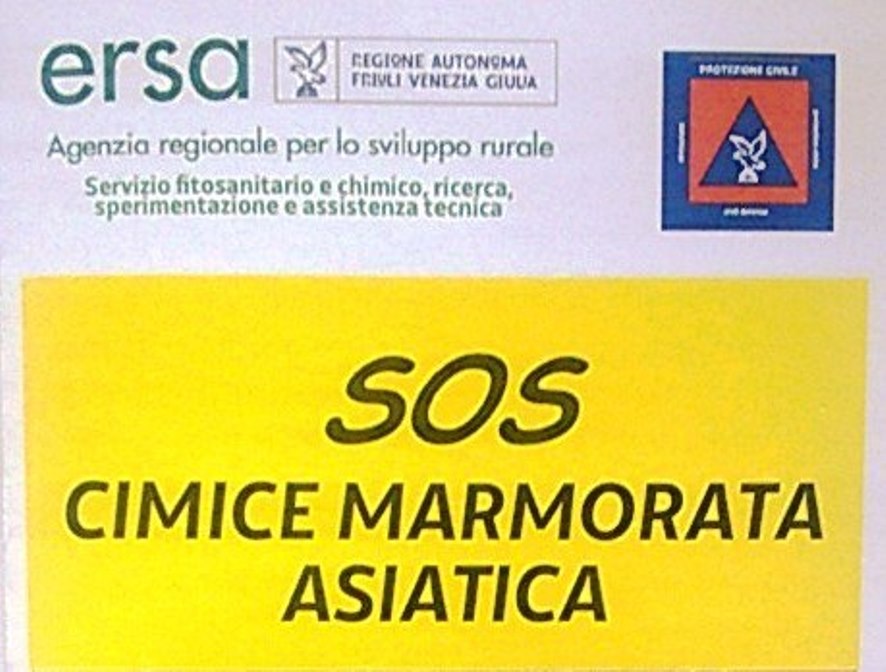 ersa
REGIONE AUTONOMA
FRIULI VENEZIA GIULIA
PROTEZIONE CIVILE
Agenzia regionale per lo sviluppo rurale
Servizio fitosanitario e chimico, ricerca,
sperimentazione e assistenza tecnica
SOS
CIMICE MARMORATA
ASIATICA